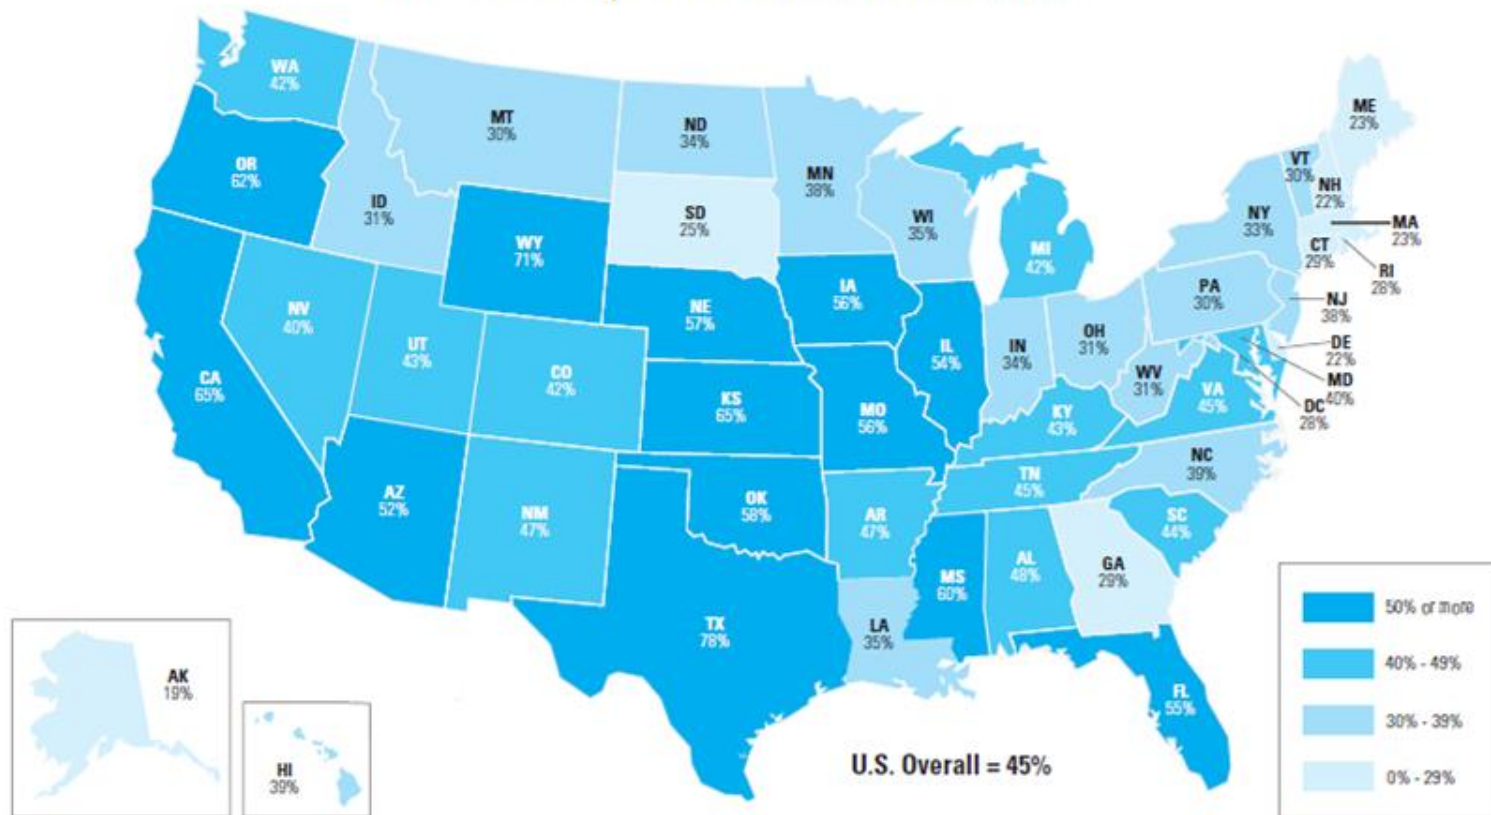 WA
42%
MT
30%
ND
34%
ME
23%
OR
62%
ID
31%
MN
38%
VT
30%
NH
22%
SD
25%
WI
35%
NY
33%
MA
23%
WY
71%
MI
42%
CT
29%
RI
28%
NV
40%
NE
57%
IA
56%
PA
30%
NJ
38%
UT
43%
CO
42%
IL
54%
IN
34%
OH
31%
DE
22%
CA
65%
KS
65%
MO
56%
WV
31%
VA
45%
MD
40%
DC
28%
KY
43%
AZ
52%
NM
47%
OK
58%
AR
47%
TN
45%
NC
39%
SC
44%
MS
60%
AL
48%
GA
29%
TX
78%
LA
35%
FL
55%
AK
19%
HI
39%
U.S. Overall = 45%
50% or more
40% - 49%
30% - 39%
0% - 29%